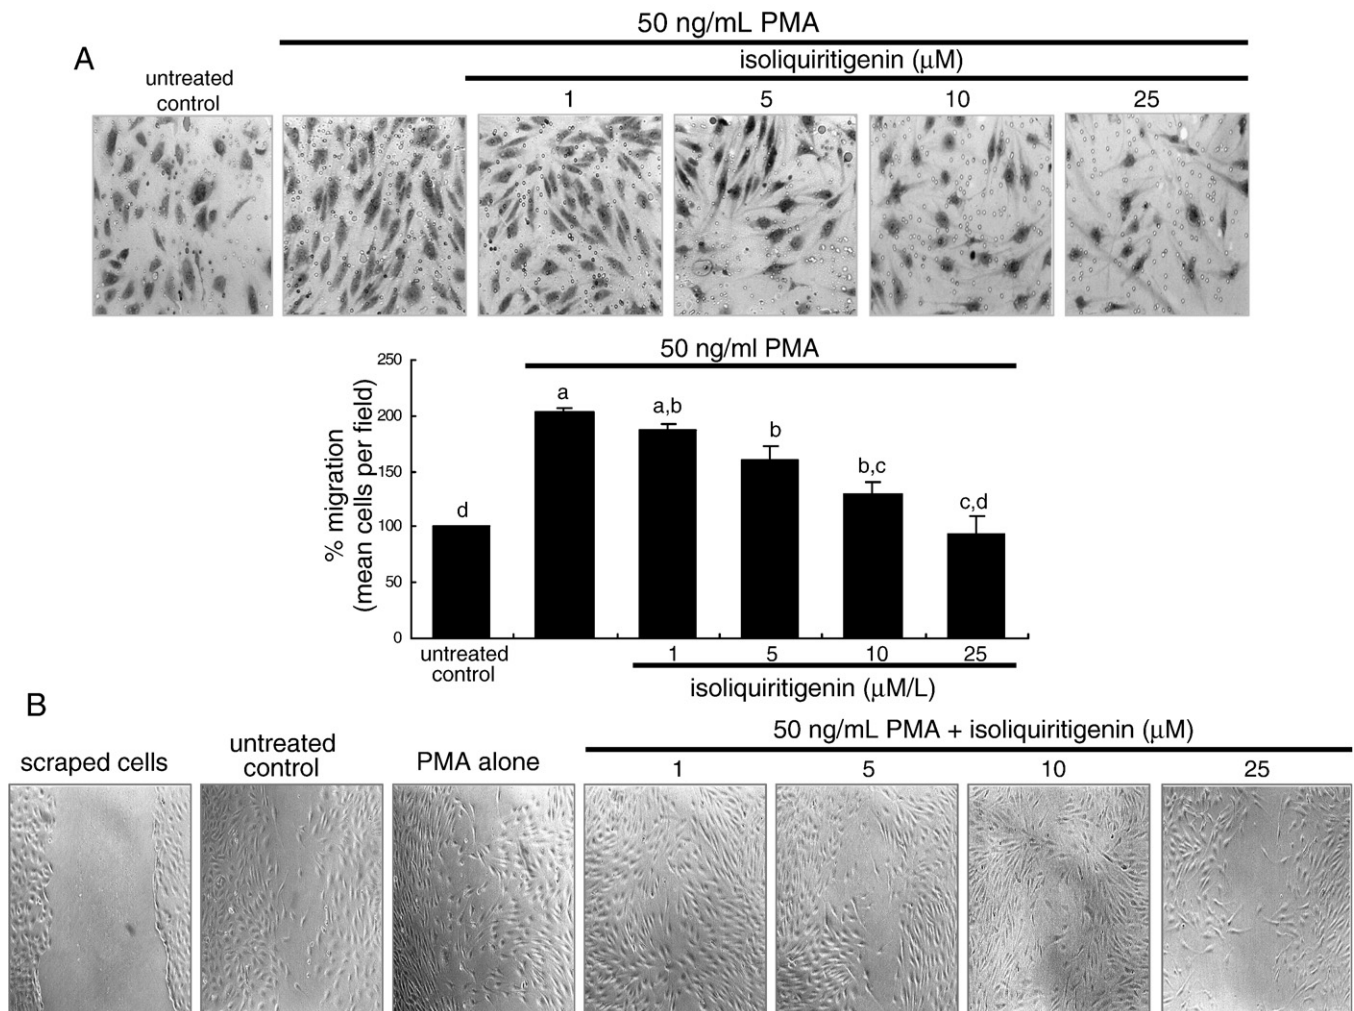 50 ng/mL PMA
A
isoliquiritigenin (μM)
untreated
control
1 5 10 25
50 ng/ml PMA
% migration
(mean cells per field)
250
200
150
100
50
0
d a a,b b b,c c,d
untreated
control
1 5 10 25
isoliquiritigenin (μM/L)
B
50 ng/mL PMA + isoliquiritigenin (μM)
scraped cells
untreated
control
PMA alone
1 5 10 25